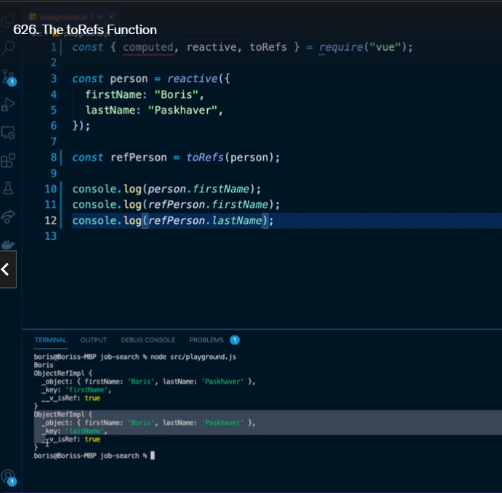 playground.js 5, M
626. The toRefs Function
1 const { computed, reactive, toRefs } = require("vue");
2
3 const person = reactive({
4 firstName: "Boris",
5 lastName: "Paskhaver",
6 });
7
8 const refPerson = toRefs(person);
9
10 console.log(person.firstName);
11 console.log(refPerson.firstName);
12 console.log(refPerson.lastName);
13
TERMINAL OUTPUT DEBUG CONSOLE PROBLEMS 1
boris@Boriss-MBP job-search % node src/playground.js
Boris
ObjectRefImpl {
_object: { firstName: 'Boris', lastName: 'Paskhaver' },
_key: 'firstName',
__v_isRef: true
}
ObjectRefImpl {
_object: { firstName: 'Boris', lastName: 'Paskhaver' },
_key: 'lastName',
__v_isRef: true
}
boris@Boriss-MBP job-search %